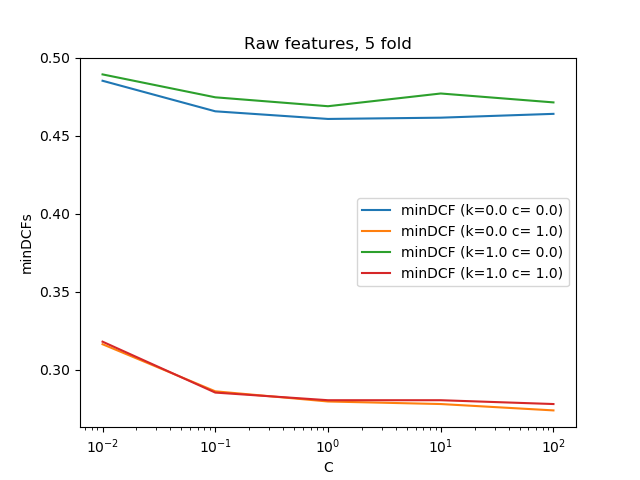 Raw features, 5 fold
0.50
0.45
0.40
0.35
0.30
minDCFs
minDCF (k=0.0 c= 0.0)
minDCF (k=0.0 c= 1.0)
minDCF (k=1.0 c= 0.0)
minDCF (k=1.0 c= 1.0)
10⁻² 10⁻¹ 10⁰ 10¹ 10²
C